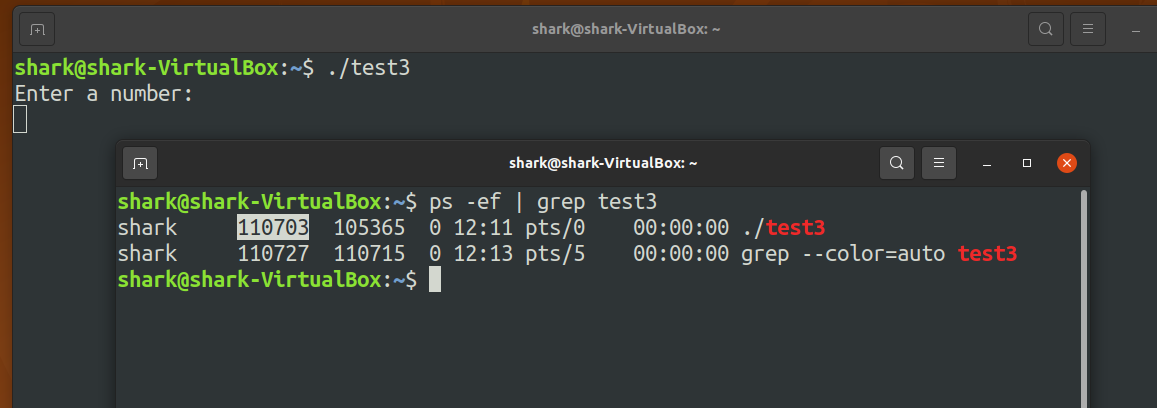 shark@shark-VirtualBox: ~
shark@shark-VirtualBox:~$ ./test3
Enter a number:
shark@shark-VirtualBox: ~
shark@shark-VirtualBox:~$ ps -ef | grep test3
shark     110703  105365  0 12:11 pts/0    00:00:00 ./test3
shark     110727  110715  0 12:13 pts/5    00:00:00 grep --color=auto test3
shark@shark-VirtualBox:~$